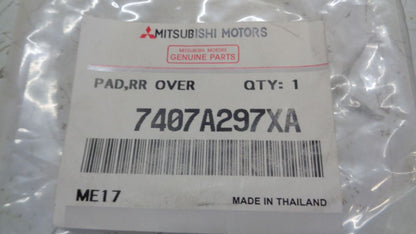 MITSUBISHI MOTORS
MITSUBISHI MOTORS
GENUINE PARTS
PAD,RR OVER QTY: 1
7407A297XA
ME17
MADE IN THAILAND